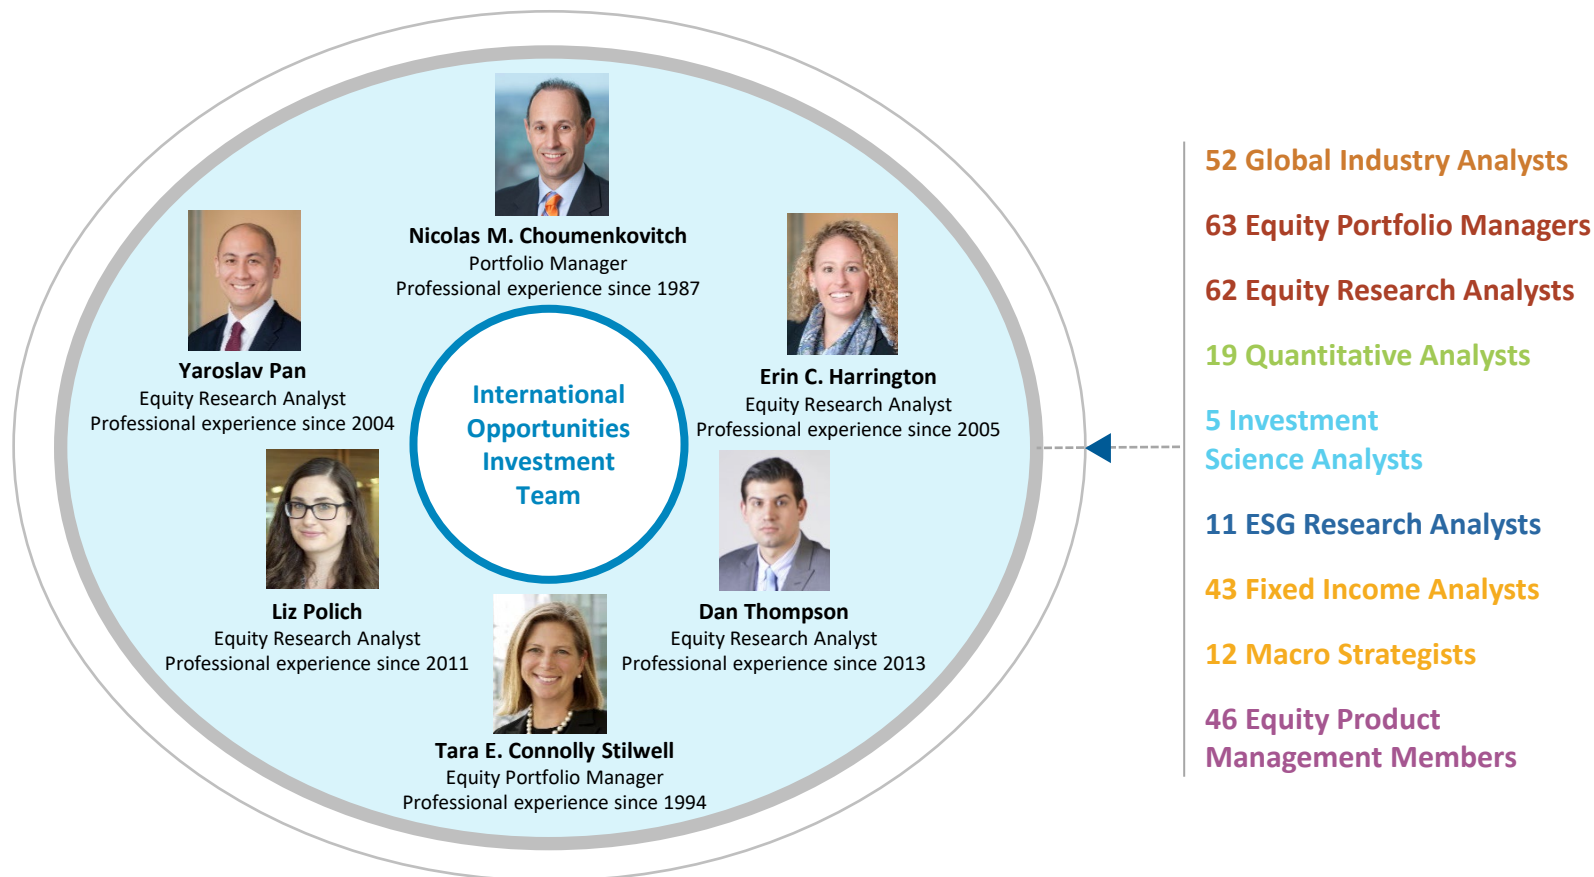 Nicolas M. Choumenkovitch
Portfolio Manager
Professional experience since 1987
Yaroslav Pan
Equity Research Analyst
Professional experience since 2004
Erin C. Harrington
Equity Research Analyst
Professional experience since 2005
International
Opportunities
Investment
Team
Liz Polich
Equity Research Analyst
Professional experience since 2011
Dan Thompson
Equity Research Analyst
Professional experience since 2013
Tara E. Connolly Stilwell
Equity Portfolio Manager
Professional experience since 1994
52 Global Industry Analysts
63 Equity Portfolio Managers
62 Equity Research Analysts
19 Quantitative Analysts
5 Investment
Science Analysts
11 ESG Research Analysts
43 Fixed Income Analysts
12 Macro Strategists
46 Equity Product
Management Members